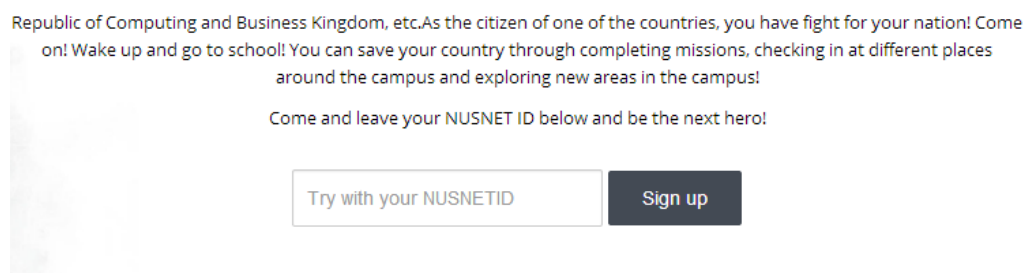 Republic of Computing and Business Kingdom, etc.As the citizen of one of the countries, you have fight for your nation! Come
on! Wake up and go to school! You can save your country through completing missions, checking in at different places
around the campus and exploring new areas in the campus!
Come and leave your NUSNET ID below and be the next hero!
Try with your NUSNETID
Sign up